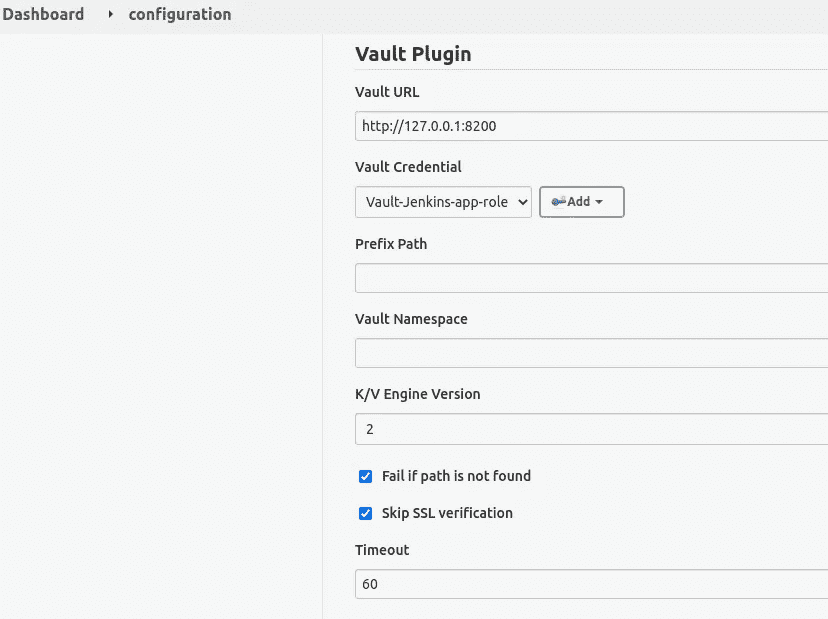 Dashboard ▸ configuration
Vault Plugin
Vault URL
http://127.0.0.1:8200
Vault Credential
Vault-Jenkins-app-role Add
Prefix Path
Vault Namespace
K/V Engine Version
2
Fail if path is not found
Skip SSL verification
Timeout
60